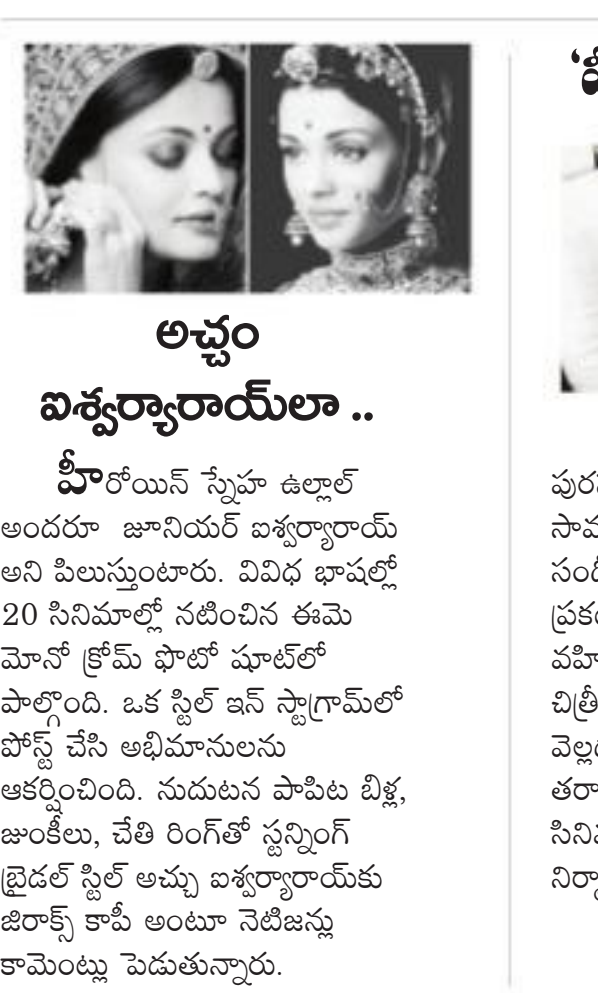 అచ్చం
ఐశ్వర్యారాయ్‌లా ..
హీరోయిన్ స్నేహ ఉల్లాల్
అందరూ జూనియర్ ఐశ్వర్యారాయ్
అని పిలుస్తుంటారు. వివిధ భాషల్లో
20 సినిమాల్లో నటించిన ఈమె
మోనో క్రోమ్ ఫొటో షూట్‌లో
పాల్గొంది. ఒక స్టిల్ ఇన్ స్టాగ్రామ్‌లో
పోస్ట్ చేసి అభిమానులను
ఆకర్షించింది. నుదుటన పాపిట బిళ్ల,
జుంకీలు, చేతి రింగ్‌తో స్టన్నింగ్
బ్రైడల్ స్టిల్ అచ్చు ఐశ్వర్యారాయ్‌కు
జిరాక్స్ కాపీ అంటూ నెటిజన్లు
కామెంట్లు పెడుతున్నారు.